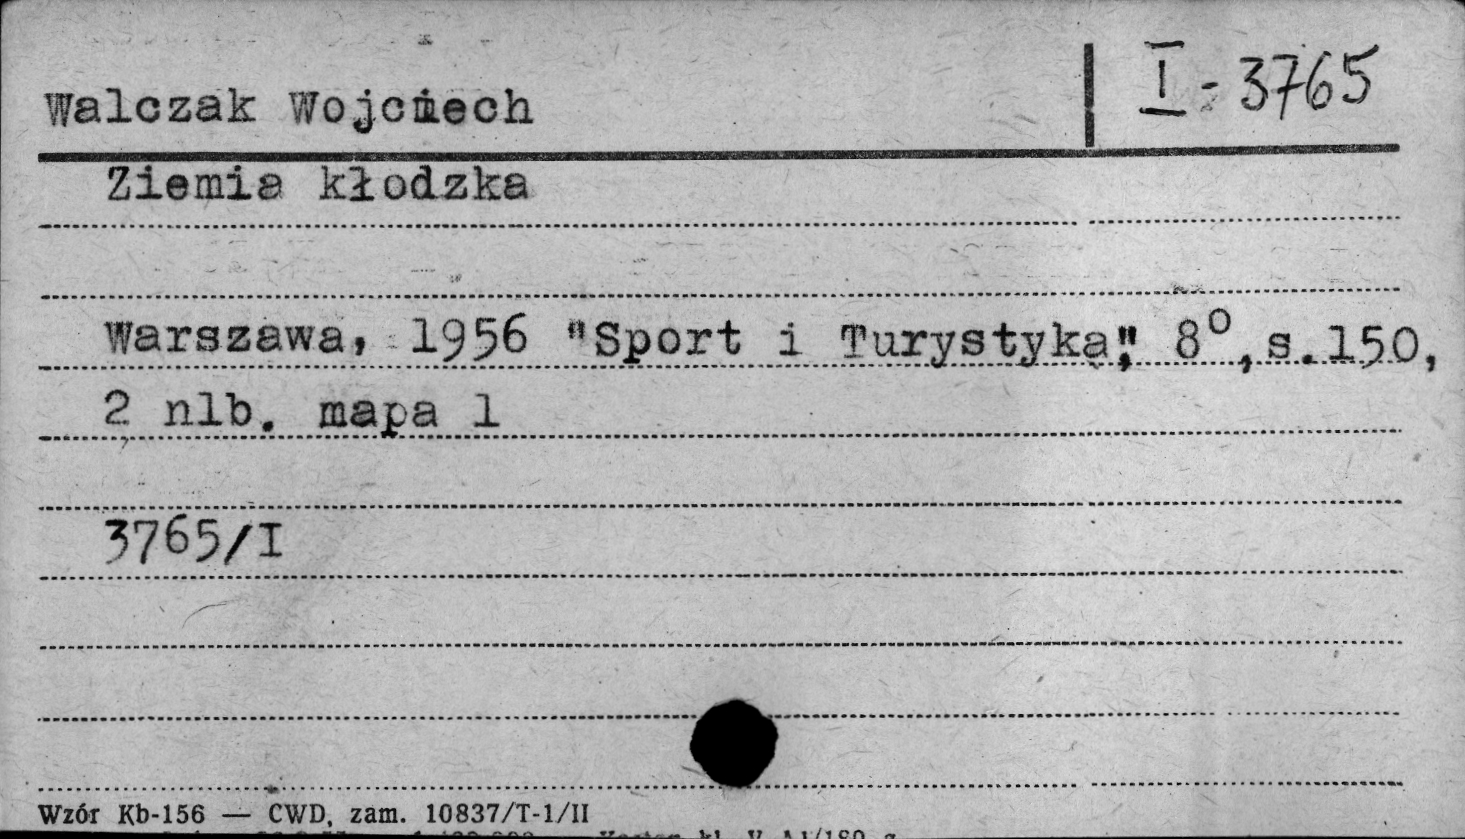 Walczak Wojciech
I - 3765
Ziemia kłodzka
Warszawa, 1956 "Sport i Turystyka", 8°, s. 150,
2 nlb. mapa 1
3765/I
Wzór Kb-156 — CWD, zam. 10837/T-1/II